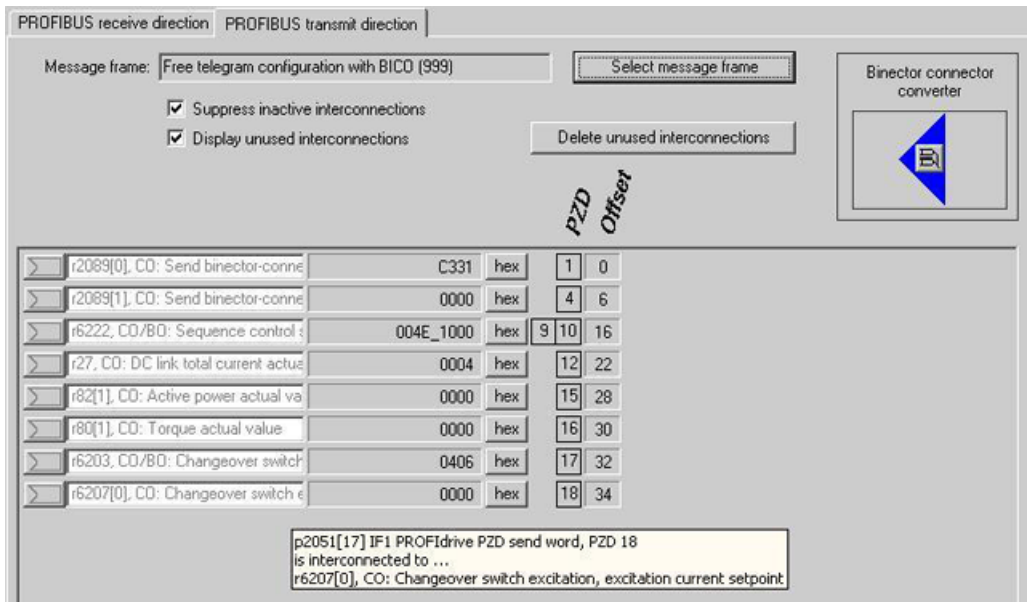 PROFIBUS receive direction PROFIBUS transmit direction
Message frame: Free telegram configuration with BICO (999) Select message frame
Binector connector
converter
Suppress inactive interconnections
Display unused interconnections Delete unused interconnections
PZD Offset
r2089[0], CO: Send binector-conne C331 hex 1 0
r2089[1], CO: Send binector-conne 0000 hex 4 6
r6222, CO/BO: Sequence control s 004E_1000 hex 9 10 16
r27, CO: DC link total current actua 0004 hex 12 22
r82[1], CO: Active power actual va 0000 hex 15 28
r80[1], CO: Torque actual value 0000 hex 16 30
r6203, CO/BO: Changeover switch 0406 hex 17 32
r6207[0], CO: Changeover switch e 0000 hex 18 34
p2051[17] IF1 PROFIdrive PZD send word, PZD 18
is interconnected to ...
r6207[0], CO: Changeover switch excitation, excitation current setpoint